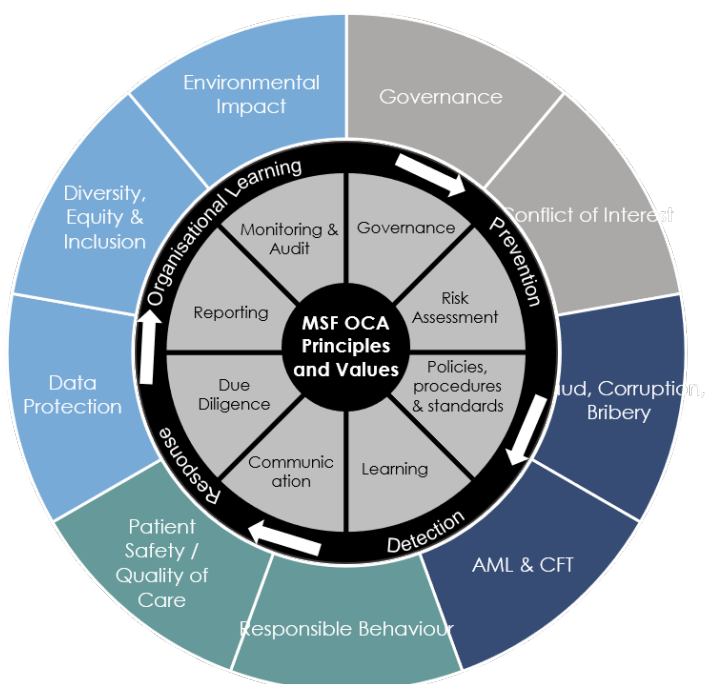 Environmental
Impact
Governance
Conflict of Interest
Fraud, Corruption,
Bribery
AML & CFT
Responsible Behaviour
Patient
Safety /
Quality of
Care
Data
Protection
Diversity,
Equity &
Inclusion
Organisational Learning
Prevention
Detection
Response
Monitoring &
Audit
Governance
Risk
Assessment
Policies,
procedures
& standards
Learning
Communic
ation
Due
Diligence
Reporting
MSF OCA
Principles
and Values